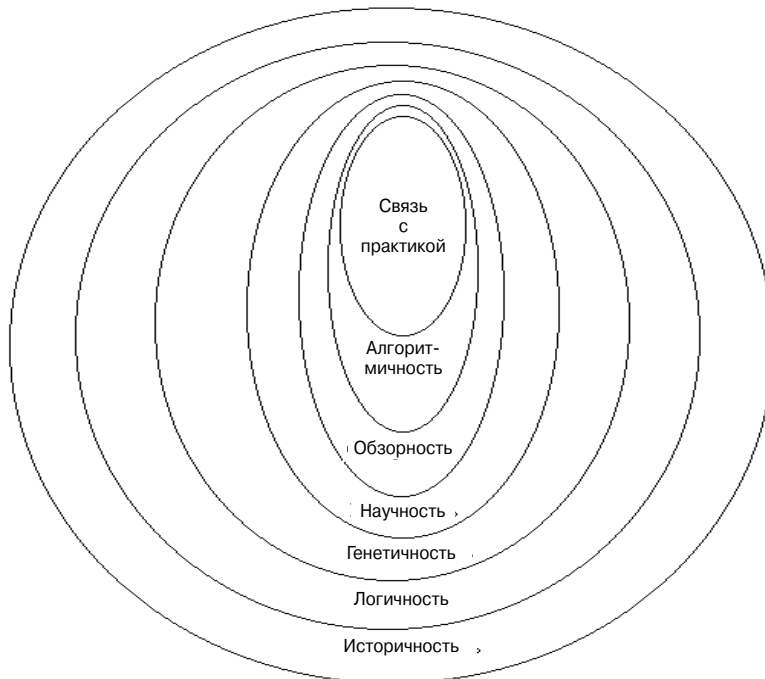 Связь
с
практикой
Алгорит-
мичность
Обзорность
Научность
Генетичность
Логичность
Историчность